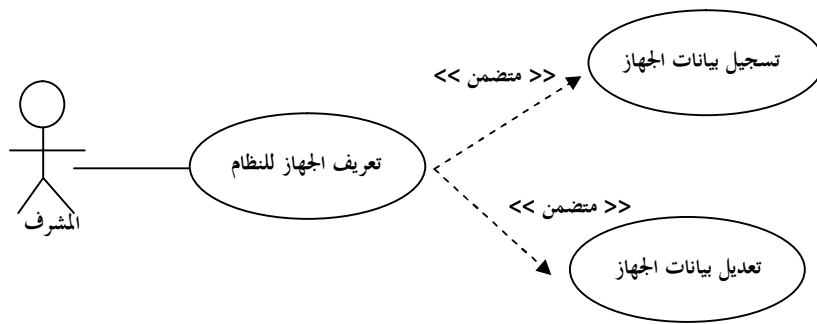 تسجيل بيانات الجهاز
<< متضمن >>
تعريف الجهاز للنظام
<< متضمن >>
المشرف
تعديل بيانات الجهاز